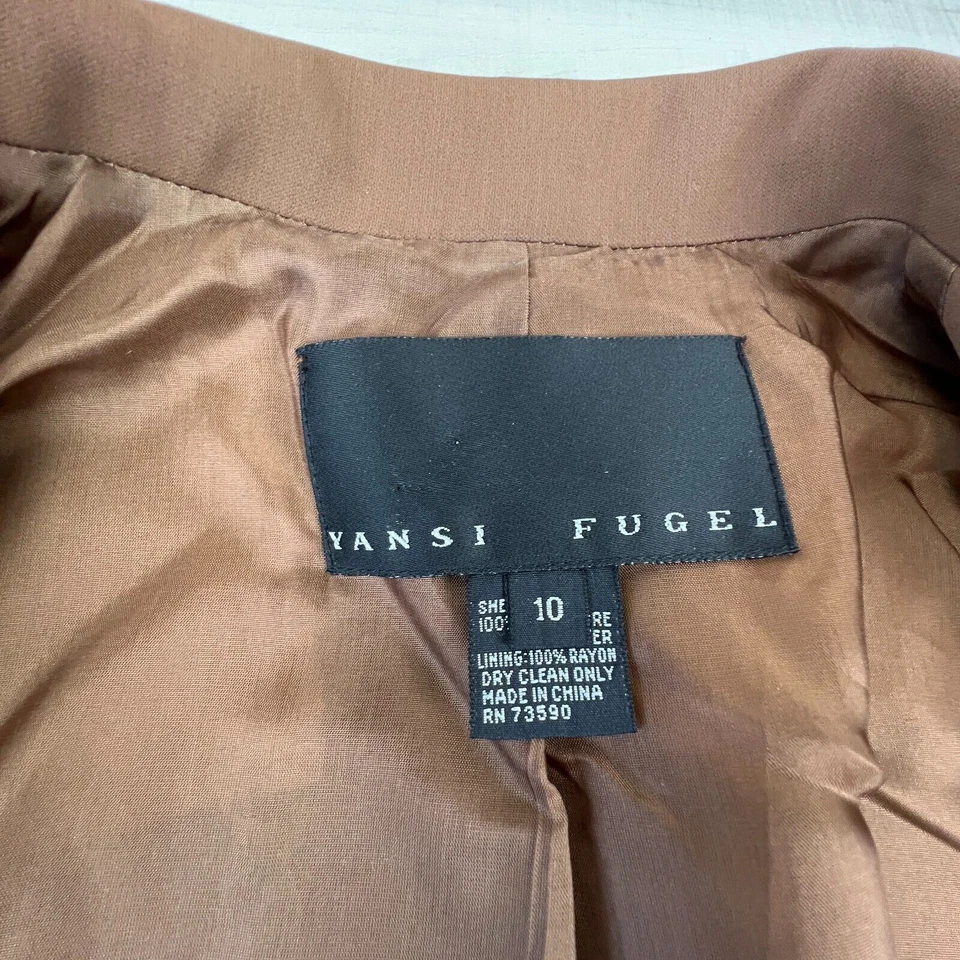 YANSI FUGEL
10
LINING:100% RAYON
DRY CLEAN ONLY
MADE IN CHINA
RN 73590